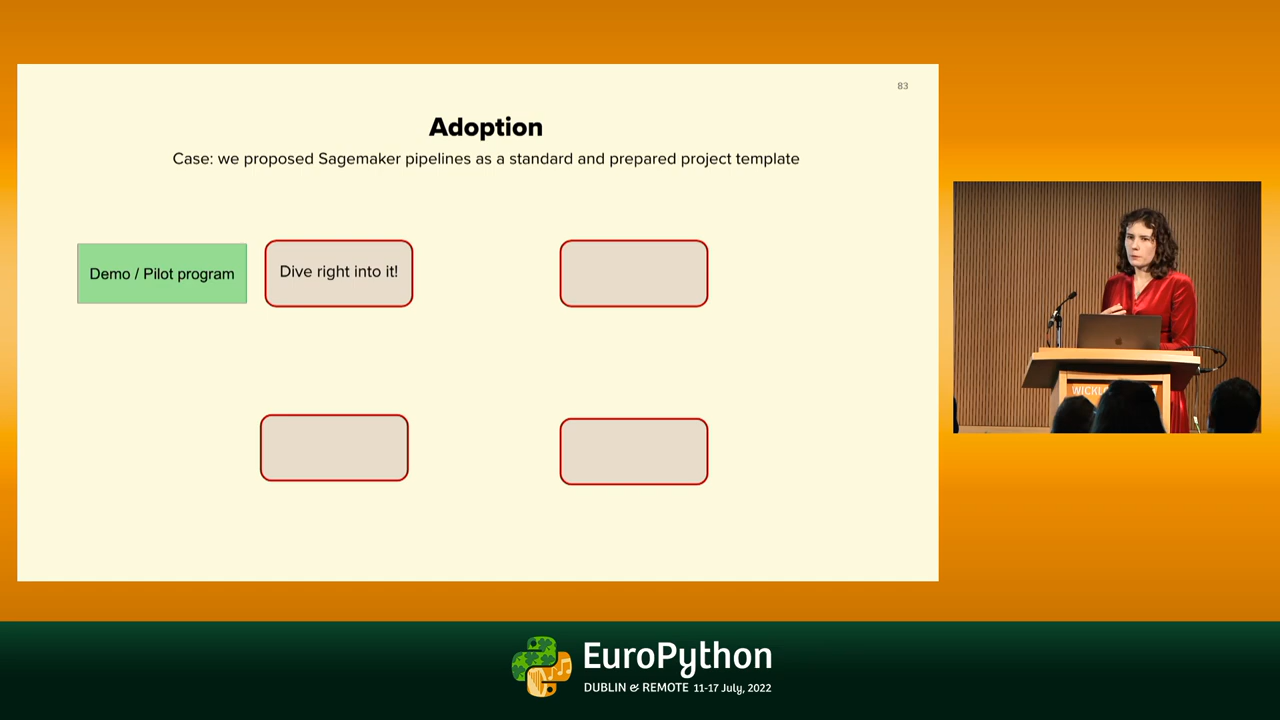 83
Adoption
Case: we proposed Sagemaker pipelines as a standard and prepared project template
Demo / Pilot program
Dive right into it!
EuroPython
DUBLIN & REMOTE 11-17 July, 2022